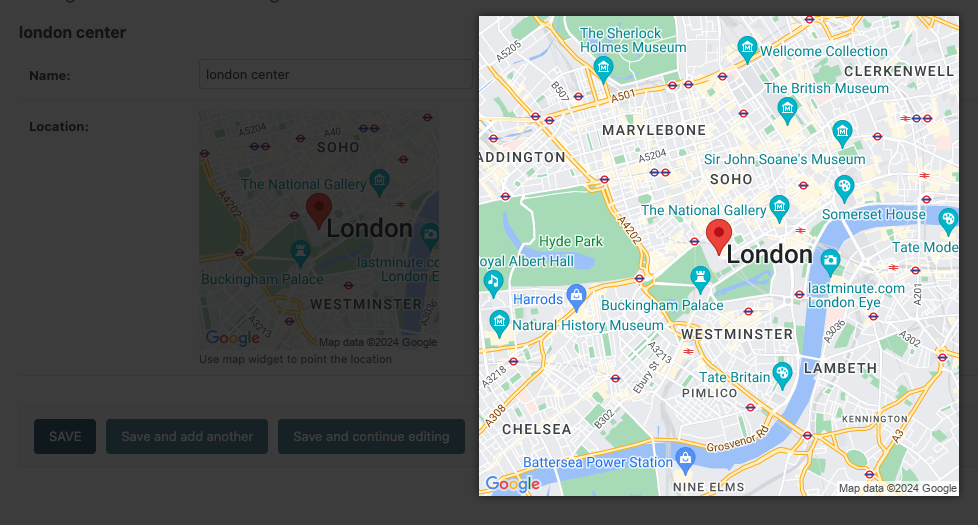 london center
Name:
london center
Location:
A5204
A40
SOHO
The National Gallery
A4202
London
Buckingham Palace
lastminute.co
London E
WESTMINSTER
A3036
A3213
Google
Map data ©2024 Google
Use map widget to point the location
SAVE
Save and add another
Save and continue editing
The Sherlock
Holmes Museum
A5205
Wellcome Collection
CLERKENWELL
B507
A501
The British Museum
MARYLEBONE
ADDINGTON
A5204
Sir John Soane's Museum
SOHO
The National Gallery
Somerset House
A4202
Hyde Park
Tate Mode
London
oyal Albert Hall
Harrods
Buckingham Palace
lastminute.com
London Eye
A201
Natural History Museum
WESTMINSTER
A3036
A3213
A3218
Ebury St
Tate Britain
LAMBETH
PIMLICO
A308
B302
KENNINGTON
CHELSEA
Grosvenor Rd
A3
Battersea Power Station
NINE ELMS
Google
Map data ©2024 Google